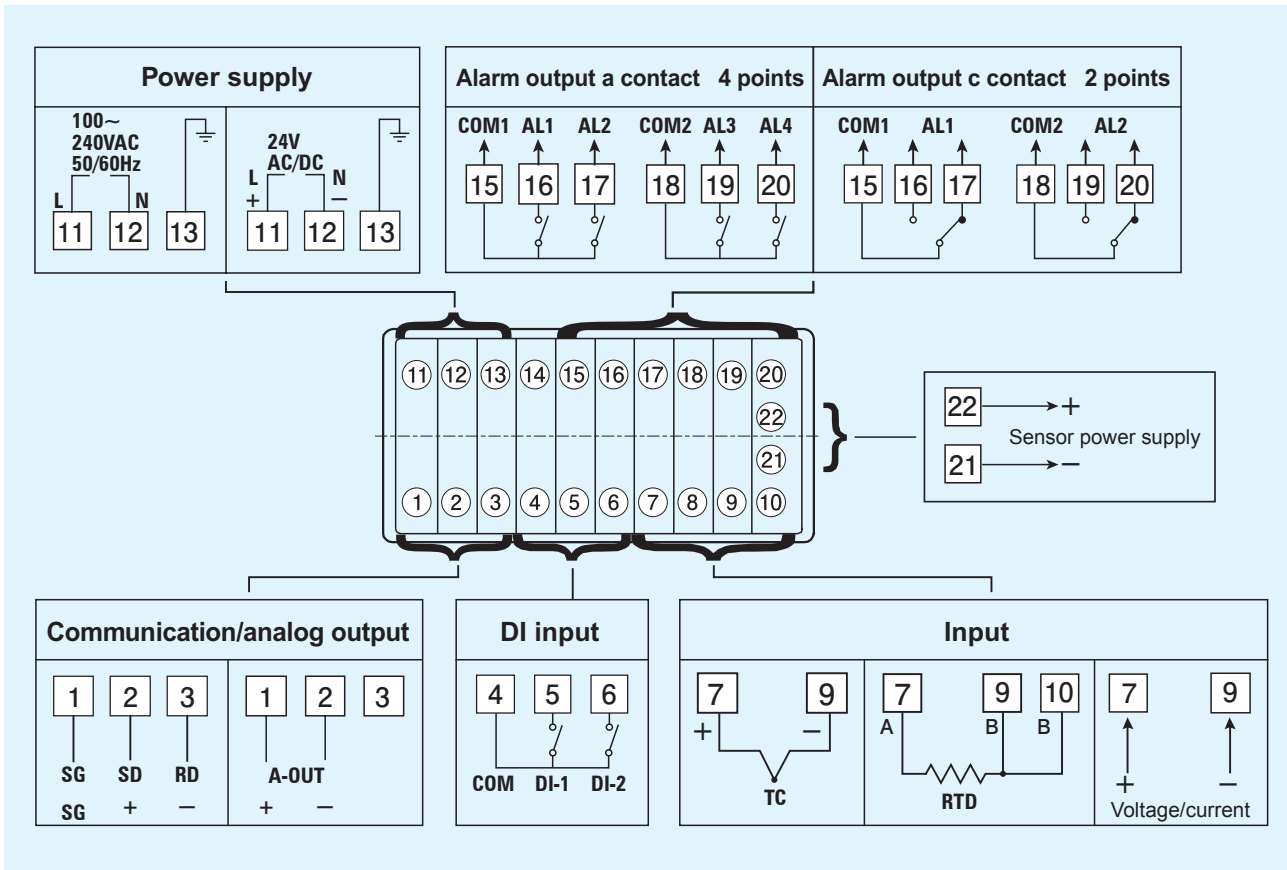 Power supply
100~
240VAC
50/60Hz
L N
11 12 13
24V
AC/DC
L N
+ −
11 12 13
Alarm output a contact 4 points
COM1 AL1 AL2 COM2 AL3 AL4
15 16 17 18 19 20
Alarm output c contact 2 points
COM1 AL1 COM2 AL2
15 16 17 18 19 20
11 12 13 14 15 16 17 18 19 20
22
21
1 2 3 4 5 6 7 8 9 10
22 +
Sensor power supply
21 −
Communication/analog output
1 2 3
SG SD RD
SG + −
1 2 3
A-OUT
+ −
DI input
4 5 6
COM DI-1 DI-2
Input
7 9
+ −
TC
7 9 10
A B B
RTD
7 9
+ −
Voltage/current